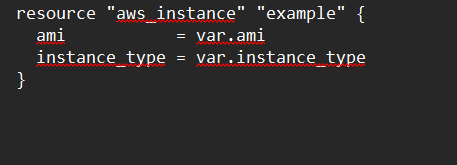 resource "aws_instance" "example" {
  ami           = var.ami
  instance_type = var.instance_type
}